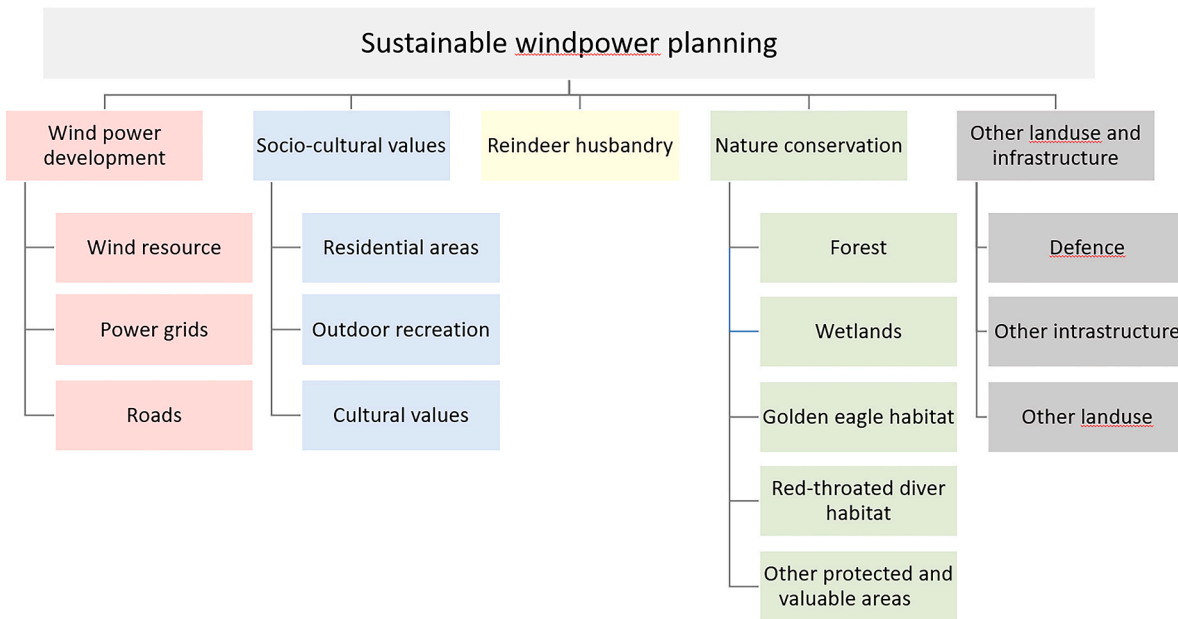 Sustainable windpower planning
Wind power
development
Socio-cultural values
Reindeer husbandry
Nature conservation
Other landuse and
infrastructure
Wind resource
Power grids
Roads
Residential areas
Outdoor recreation
Cultural values
Forest
Wetlands
Golden eagle habitat
Red-throated diver
habitat
Other protected and
valuable areas
Defence
Other intrastructure
Other landuse